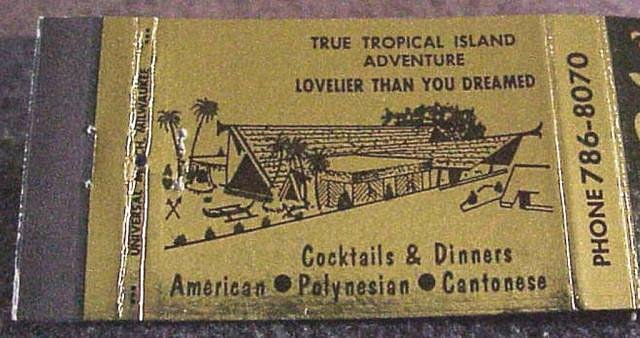 TRUE TROPICAL ISLAND
ADVENTURE
LOVELIER THAN YOU DREAMED
Cocktails & Dinners
American ● Polynesian ● Cantonese
PHONE 786-8070
UNIVERSAL MILWAUKEE